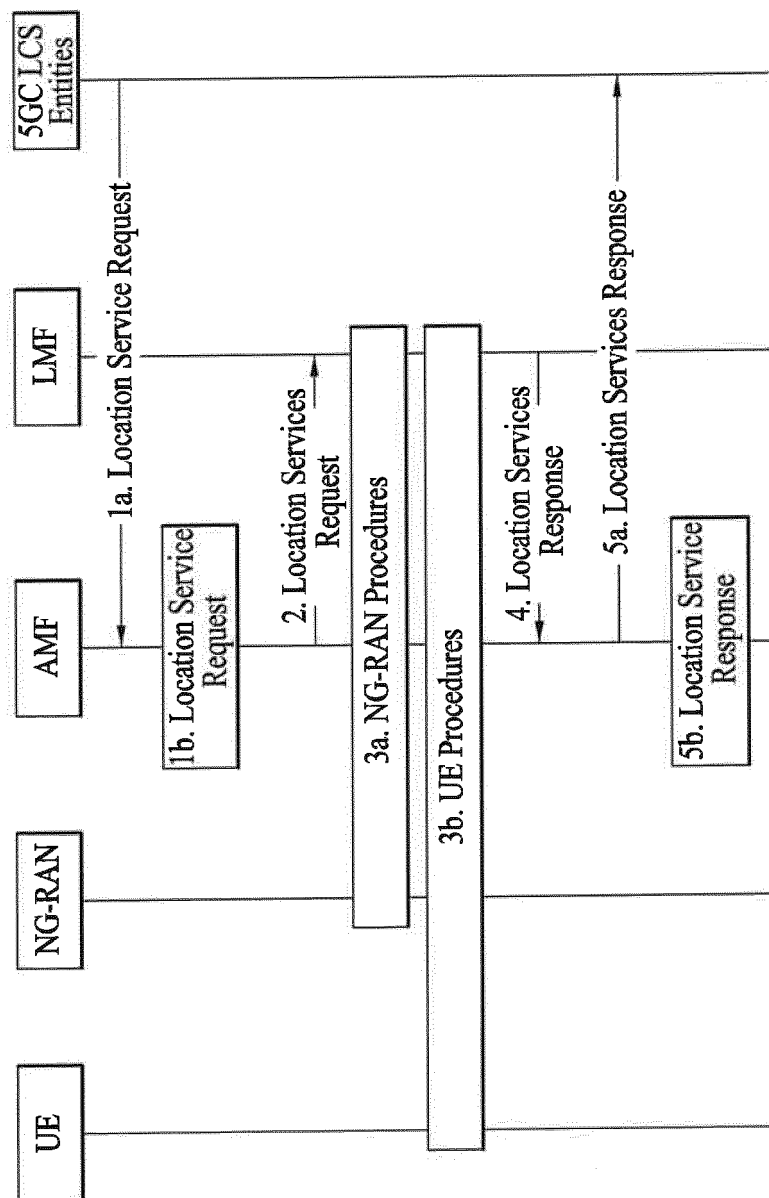 UE
NG-RAN
AMF
LMF
5GC LCS
Entities
1a. Location Service Request
1b. Location Service
Request
2. Location Services
Request
3a. NG-RAN Procedures
3b. UE Procedures
4. Location Services
Response
5a. Location Services Response
5b. Location Service
Response